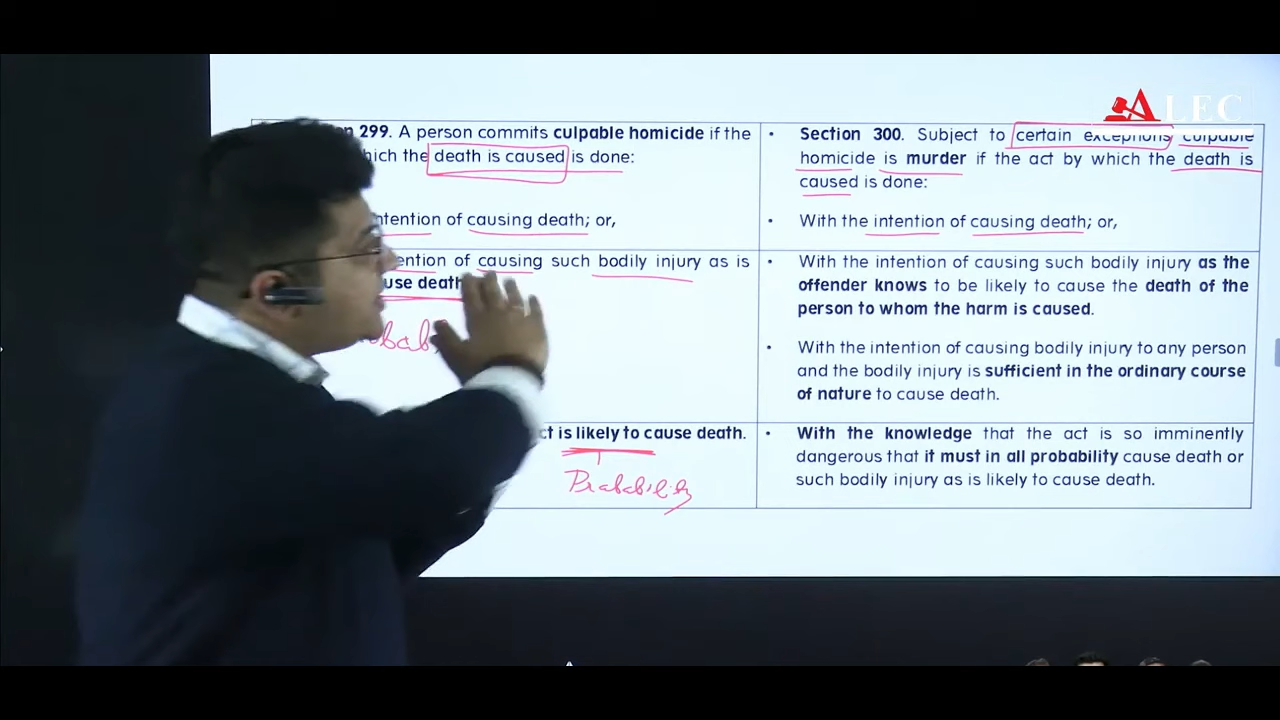 ALEC
299. A person commits culpable homicide if the
which the death is caused is done:
intention of causing death; or,
of causing such bodily injury as is
cause death
is likely to cause death.
Probability
• Section 300. Subject to certain exceptions culpable
homicide is murder if the act by which the death is
caused is done:
• With the intention of causing death; or,
• With the intention of causing such bodily injury as the
offender knows to be likely to cause the death of the
person to whom the harm is caused.
• With the intention of causing bodily injury to any person
and the bodily injury is sufficient in the ordinary course
of nature to cause death.
• With the knowledge that the act is so imminently
dangerous that it must in all probability cause death or
such bodily injury as is likely to cause death.